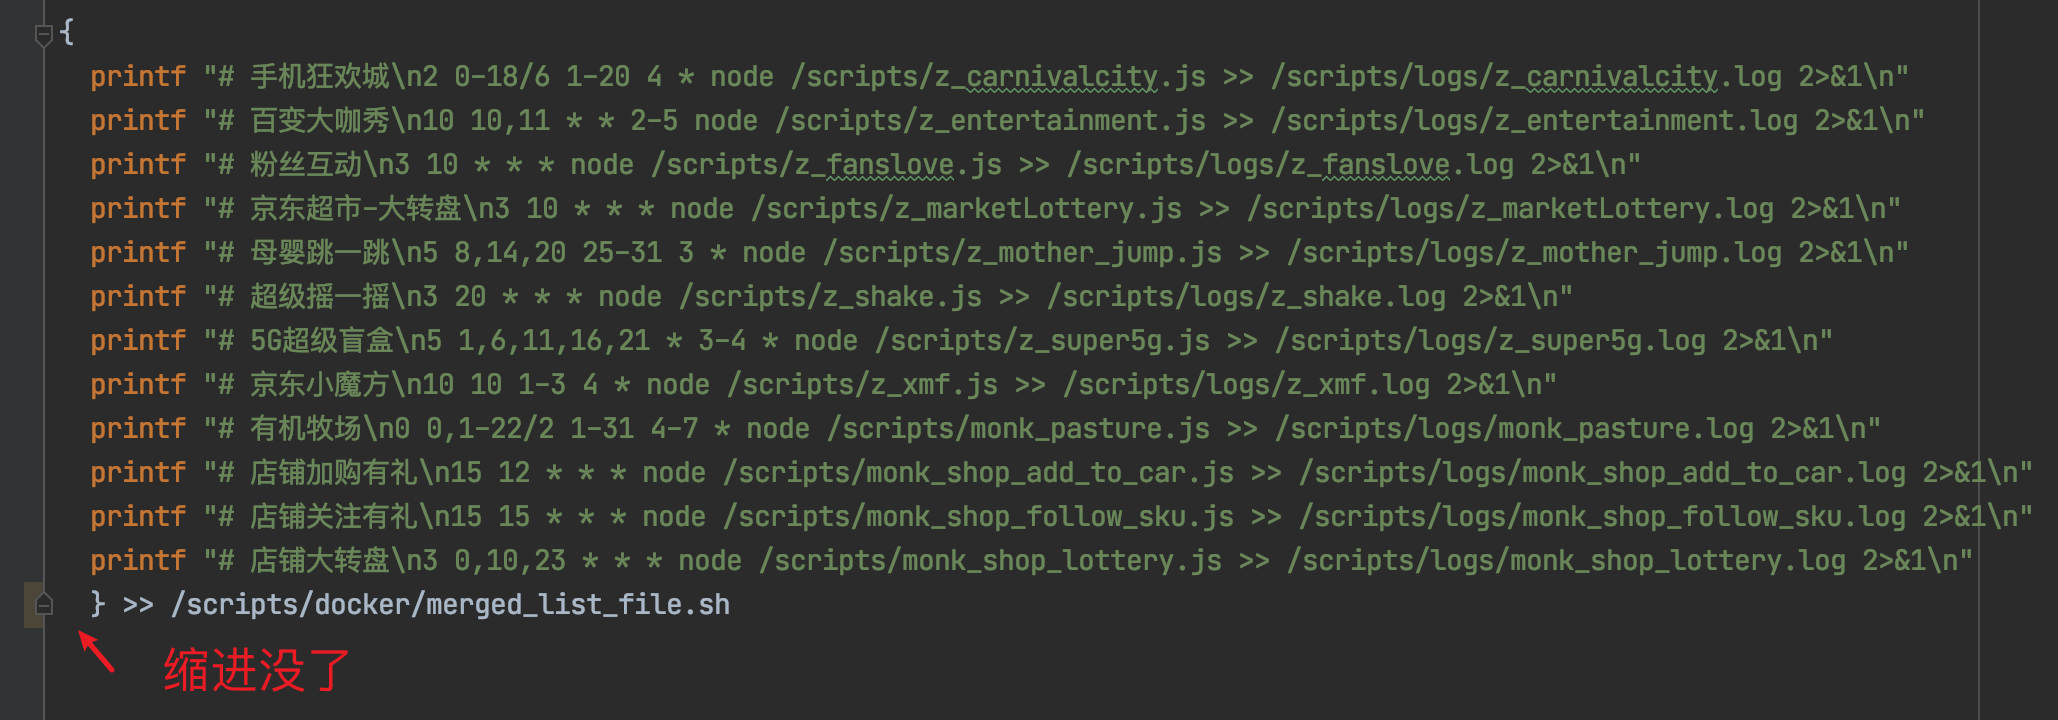 {
printf "# 手机狂欢城\n2 0-18/6 1-20 4 * node /scripts/z_carnivalcity.js >> /scripts/logs/z_carnivalcity.log 2>&1\n"
printf "# 百变大咖秀\n10 10,11 * * 2-5 node /scripts/z_entertainment.js >> /scripts/logs/z_entertainment.log 2>&1\n"
printf "# 粉丝互动\n3 10 * * * node /scripts/z_fanslove.js >> /scripts/logs/z_fanslove.log 2>&1\n"
printf "# 京东超市-大转盘\n3 10 * * * node /scripts/z_marketLottery.js >> /scripts/logs/z_marketLottery.log 2>&1\n"
printf "# 母婴跳一跳\n5 8,14,20 25-31 3 * node /scripts/z_mother_jump.js >> /scripts/logs/z_mother_jump.log 2>&1\n"
printf "# 超级摇一摇\n3 20 * * * node /scripts/z_shake.js >> /scripts/logs/z_shake.log 2>&1\n"
printf "# 5G超级盲盒\n5 1,6,11,16,21 * 3-4 * node /scripts/z_super5g.js >> /scripts/logs/z_super5g.log 2>&1\n"
printf "# 京东小魔方\n10 10 1-3 4 * node /scripts/z_xmf.js >> /scripts/logs/z_xmf.log 2>&1\n"
printf "# 有机牧场\n0 0,1-22/2 1-31 4-7 * node /scripts/monk_pasture.js >> /scripts/logs/monk_pasture.log 2>&1\n"
printf "# 店铺加购有礼\n15 12 * * * node /scripts/monk_shop_add_to_car.js >> /scripts/logs/monk_shop_add_to_car.log 2>&1\n"
printf "# 店铺关注有礼\n15 15 * * * node /scripts/monk_shop_follow_sku.js >> /scripts/logs/monk_shop_follow_sku.log 2>&1\n"
printf "# 店铺大转盘\n3 0,10,23 * * * node /scripts/monk_shop_lottery.js >> /scripts/logs/monk_shop_lottery.log 2>&1\n"
} >> /scripts/docker/merged_list_file.sh
缩进没了